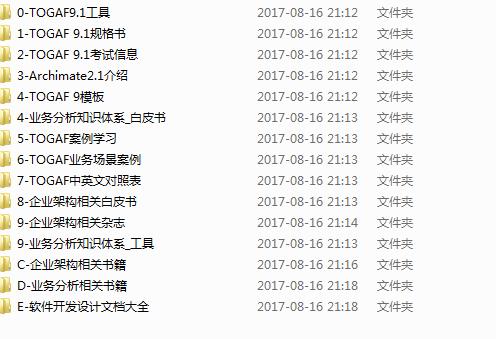 0-TOGAF9.1工具 2017-08-16 21:12 文件夹
1-TOGAF 9.1规格书 2017-08-16 21:12 文件夹
2-TOGAF 9.1考试信息 2017-08-16 21:12 文件夹
3-Archimate2.1介绍 2017-08-16 21:12 文件夹
4-TOGAF 9模板 2017-08-16 21:12 文件夹
4-业务分析知识体系_白皮书 2017-08-16 21:13 文件夹
5-TOGAF案例学习 2017-08-16 21:13 文件夹
6-TOGAF业务场景案例 2017-08-16 21:13 文件夹
7-TOGAF中英文对照表 2017-08-16 21:13 文件夹
8-企业架构相关白皮书 2017-08-16 21:13 文件夹
9-企业架构相关杂志 2017-08-16 21:14 文件夹
9-业务分析知识体系_工具 2017-08-16 21:13 文件夹
C-企业架构相关书籍 2017-08-16 21:16 文件夹
D-业务分析相关书籍 2017-08-16 21:18 文件夹
E-软件开发设计文档大全 2017-08-16 21:18 文件夹